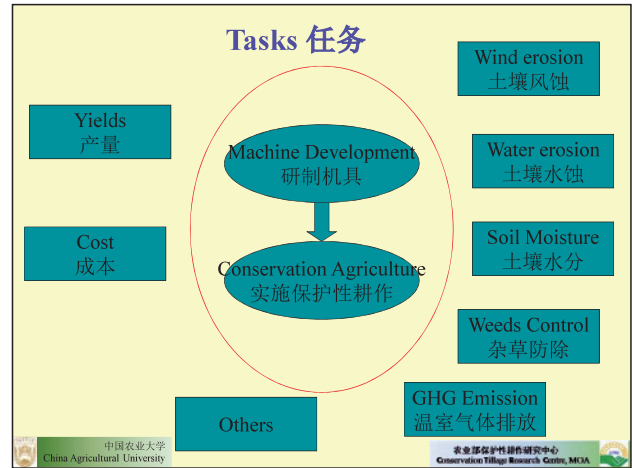 Tasks 任务
Yields
产量
Cost
成本
Machine Development
研制机具
Conservation Agriculture
实施保护性耕作
Wind erosion
土壤风蚀
Water erosion
土壤水蚀
Soil Moisture
土壤水分
Weeds Control
杂草防除
GHG Emission
温室气体排放
Others
中国农业大学
China Agricultural University
农业部保护性耕作研究中心
Conservation Tillage Research Centre, MOA